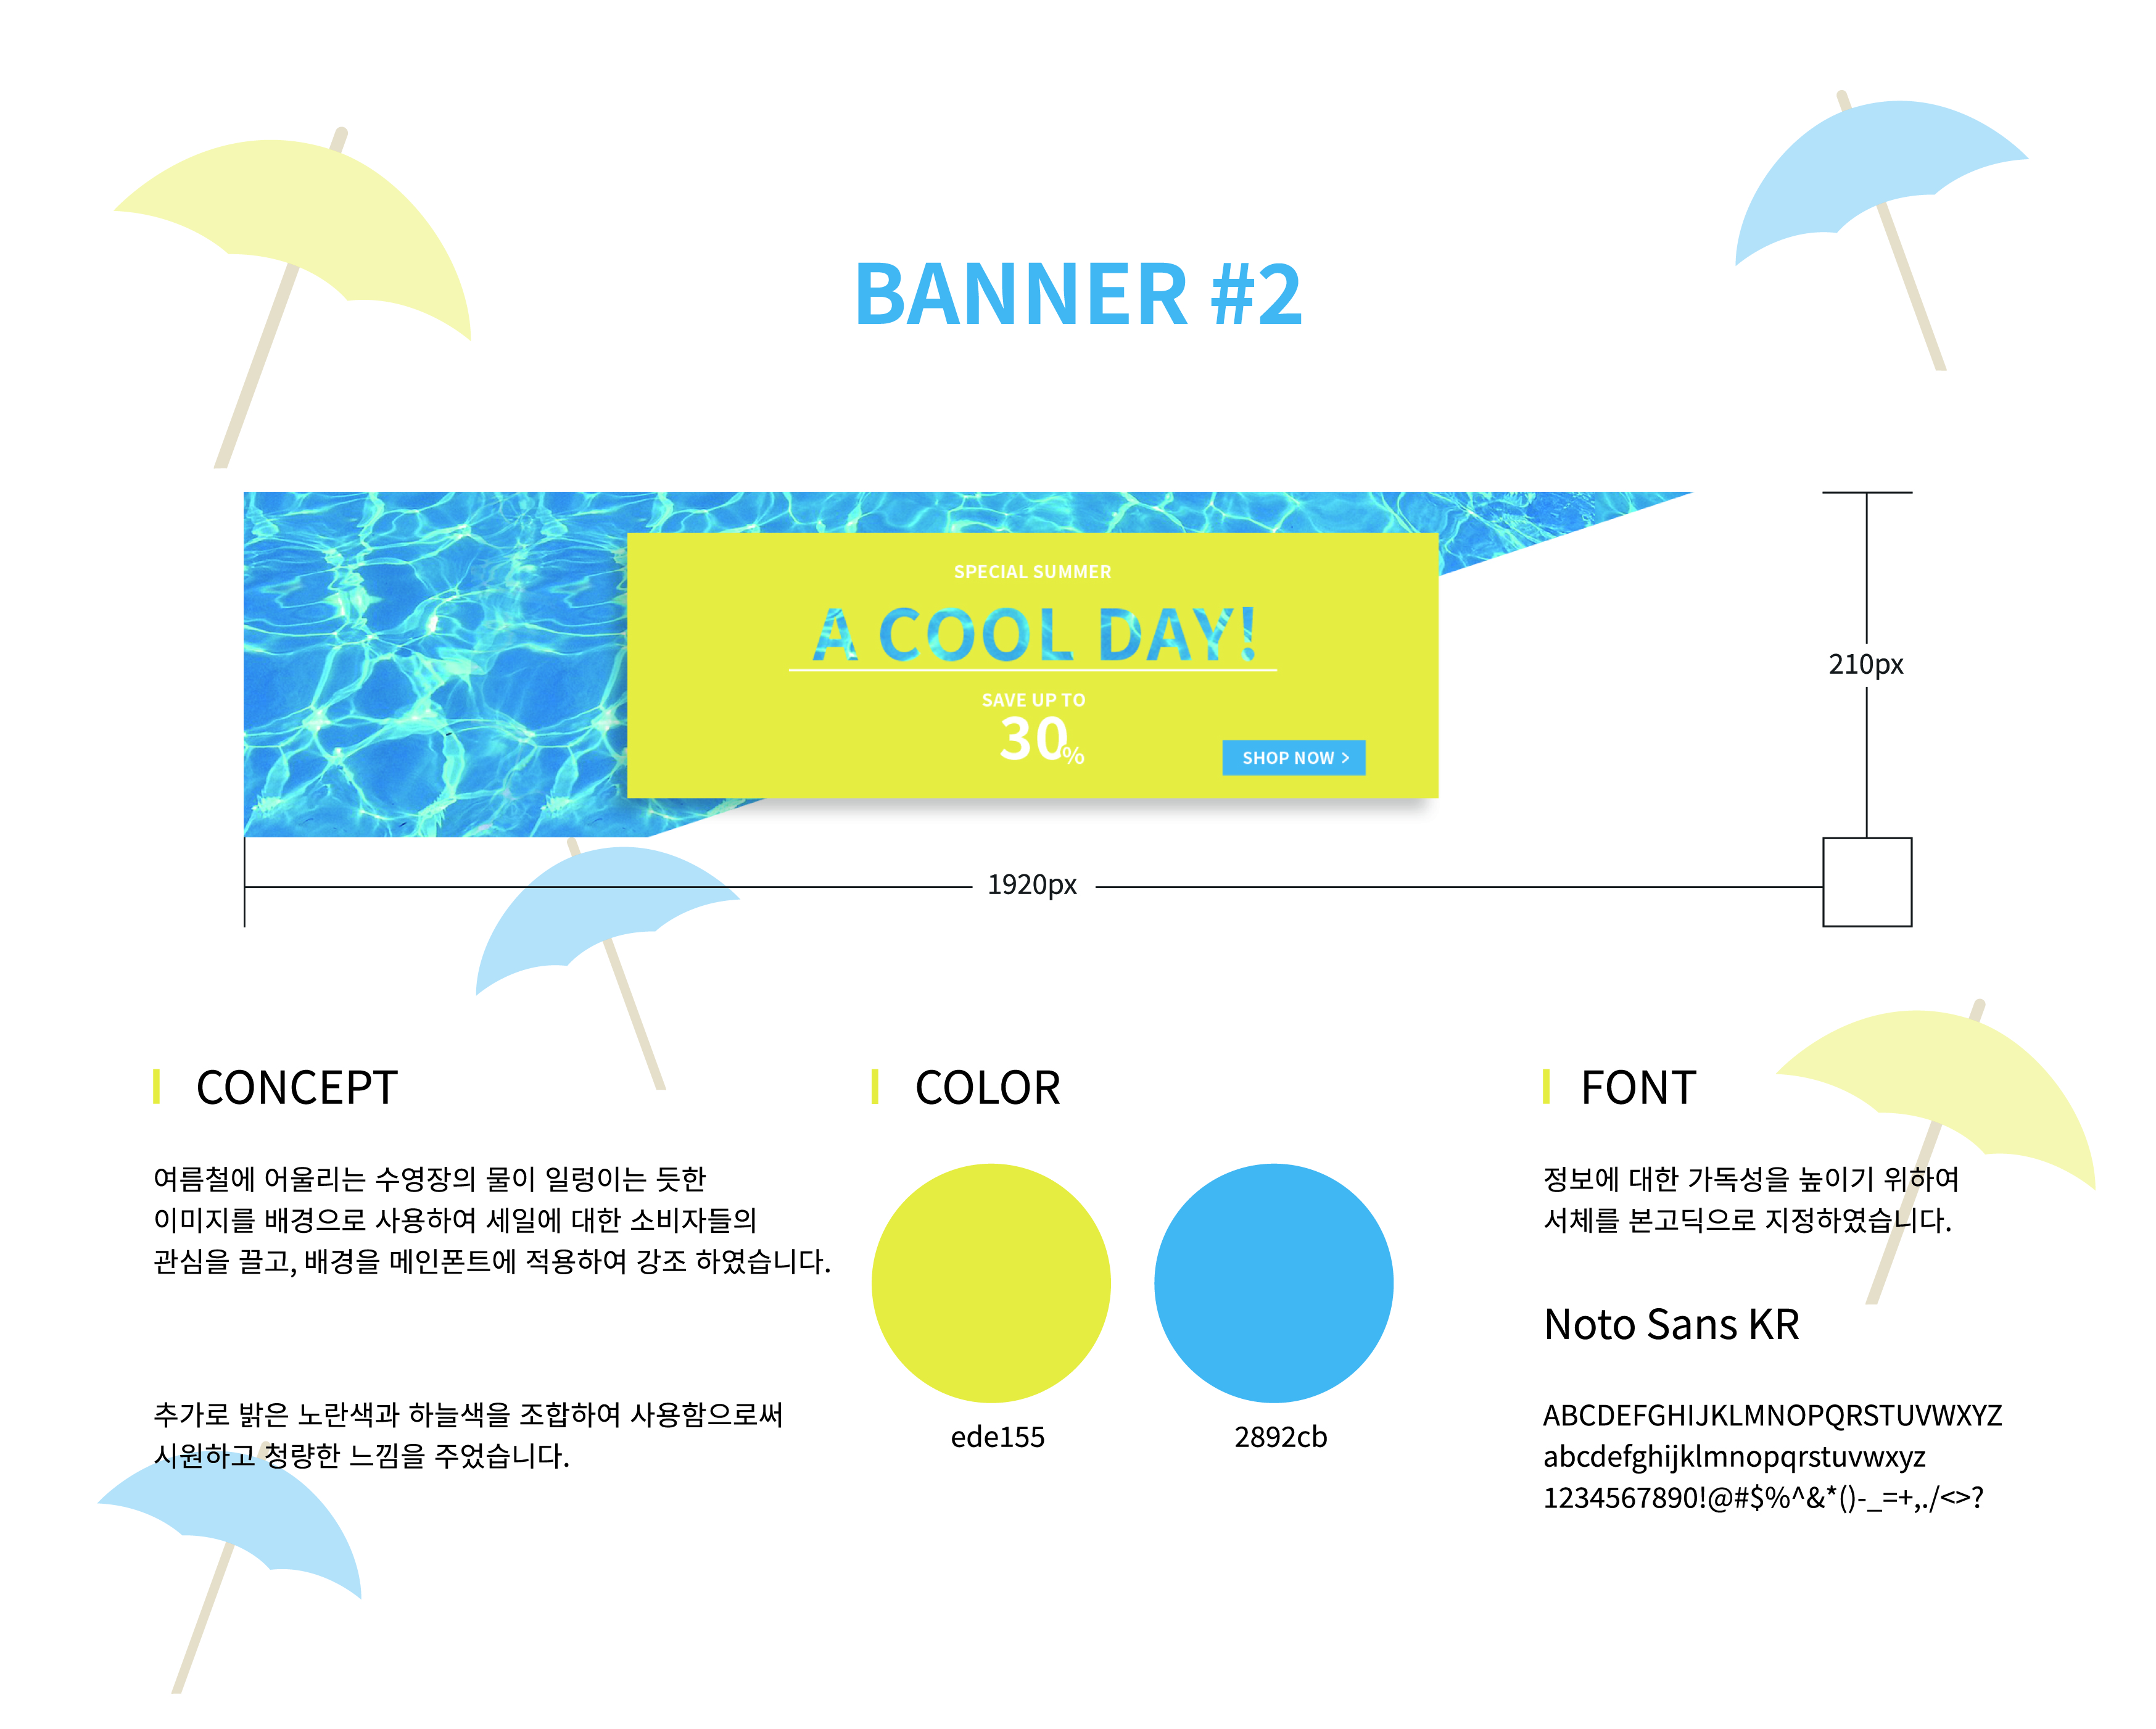 BANNER #2
SPECIAL SUMMER
A COOL DAY!
SAVE UP TO
30%
SHOP NOW >
210px
1920px
CONCEPT
여름철에 어울리는 수영장의 물이 일렁이는 듯한
이미지를 배경으로 사용하여 세일에 대한 소비자들의
관심을 끌고, 배경을 메인폰트에 적용하여 강조 하였습니다.
추가로 밝은 노란색과 하늘색을 조합하여 사용함으로써
시원하고 청량한 느낌을 주었습니다.
COLOR
ede155
2892cb
FONT
정보에 대한 가독성을 높이기 위하여
서체를 본고딕으로 지정하였습니다.
Noto Sans KR
ABCDEFGHIJKLMNOPQRSTUVWXYZ
abcdefghijklmnopqrstuvwxyz
1234567890!@#$%^&*()-_=+,./<>?